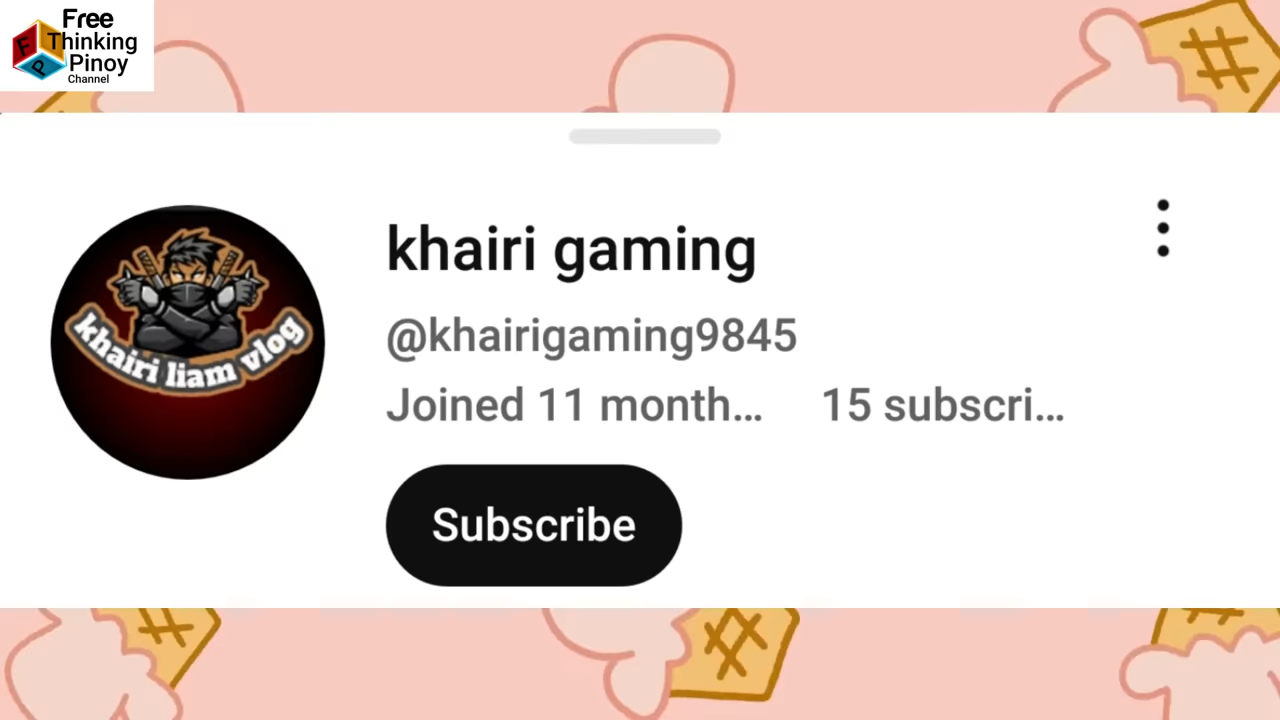 Free
Thinking
Pinoy
Channel
F
P
khairi liam vlog
khairi gaming
@khairigaming9845
Joined 11 month...
15 subscri...
Subscribe